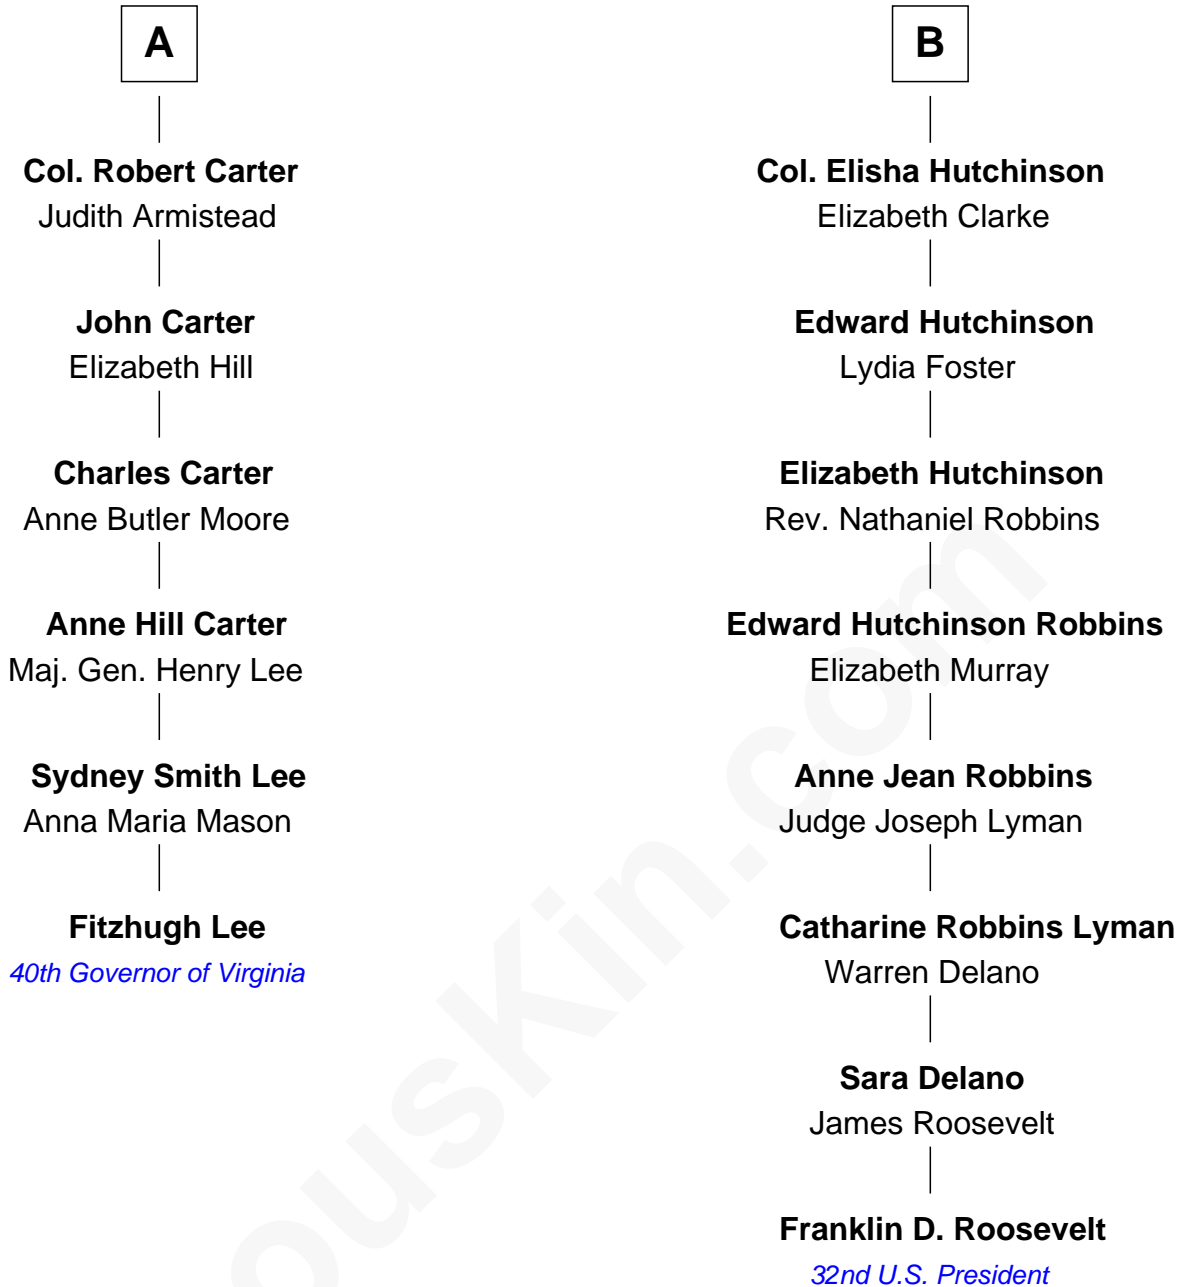 A
Col. Robert Carter
Judith Armistead
John Carter
Elizabeth Hill
Charles Carter
Anne Butler Moore
Anne Hill Carter
Maj. Gen. Henry Lee
Sydney Smith Lee
Anna Maria Mason
Fitzhugh Lee
40th Governor of Virginia
B
Col. Elisha Hutchinson
Elizabeth Clarke
Edward Hutchinson
Lydia Foster
Elizabeth Hutchinson
Rev. Nathaniel Robbins
Edward Hutchinson Robbins
Elizabeth Murray
Anne Jean Robbins
Judge Joseph Lyman
Catharine Robbins Lyman
Warren Delano
Sara Delano
James Roosevelt
Franklin D. Roosevelt
32nd U.S. President
ousKin.com